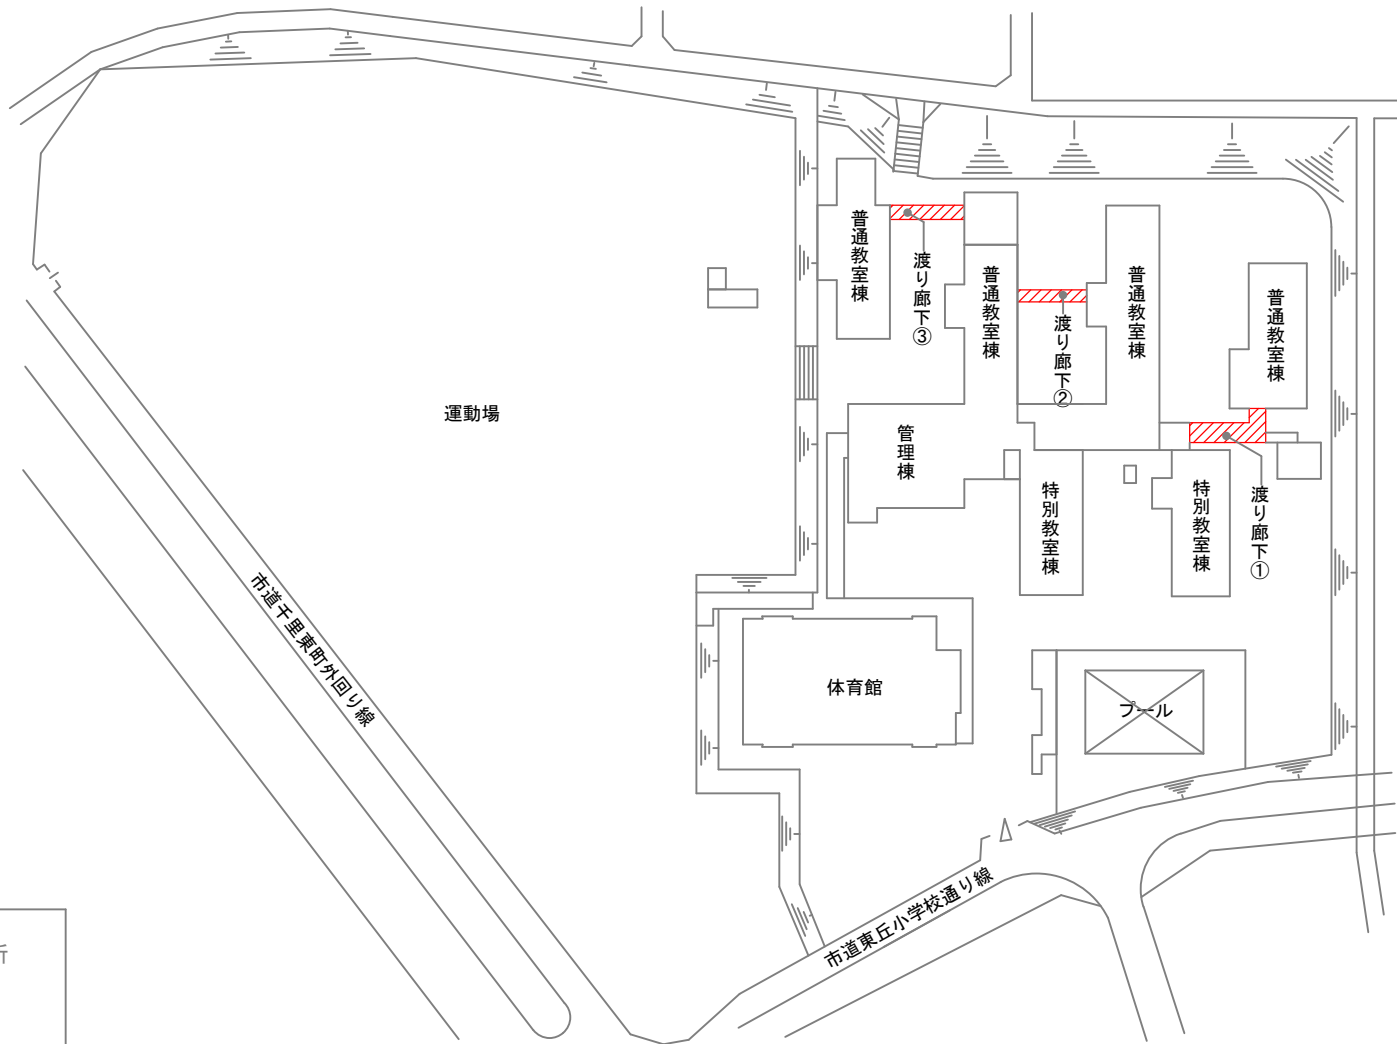 普通教室棟
渡り廊下③
普通教室棟
渡り廊下②
普通教室棟
普通教室棟
運動場
管理棟
特別教室棟
特別教室棟
渡り廊下①
市道千里東町外回り線
体育館
プール
市道東丘小学校通り線